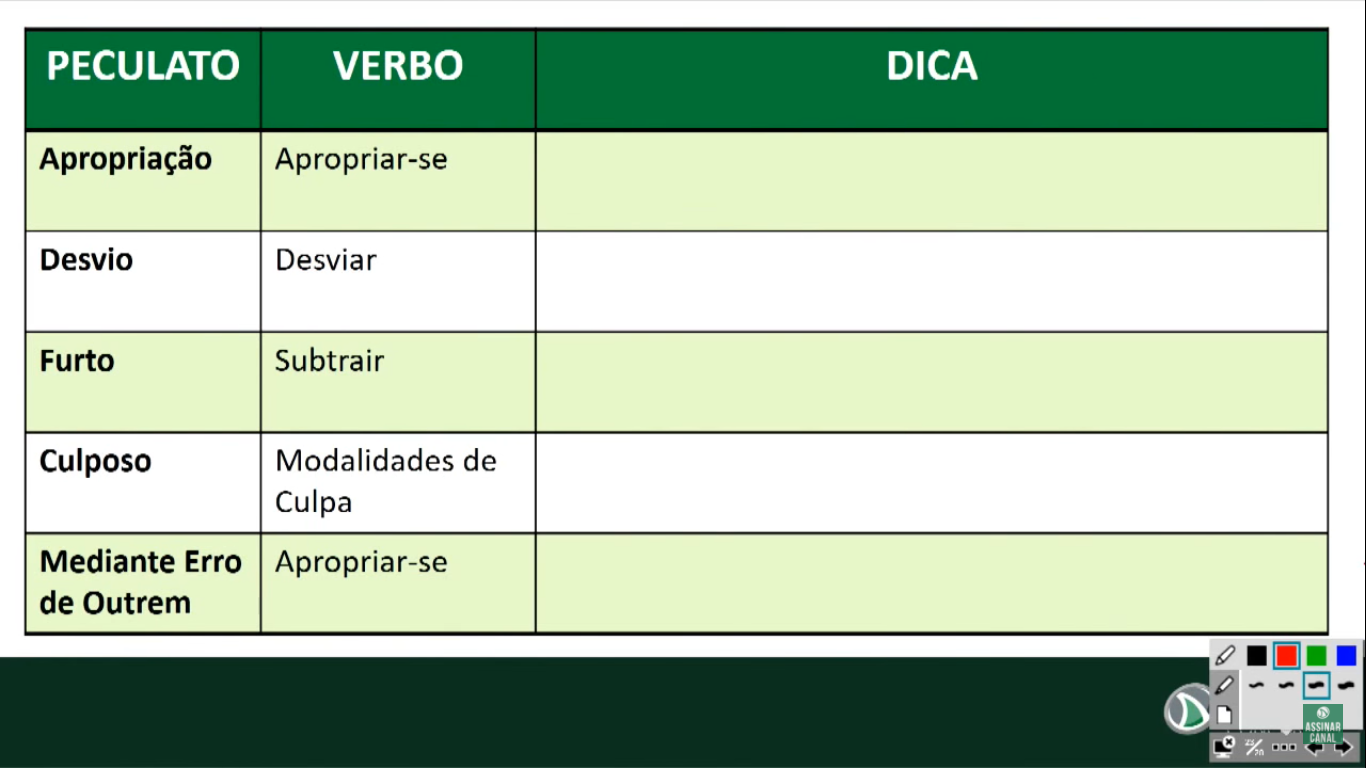 PECULATO VERBO DICA
Apropriação Apropriar-se
Desvio Desviar
Furto Subtrair
Culposo Modalidades de
Culpa
Mediante Erro Apropriar-se
de Outrem
ASSINAR
CANAL